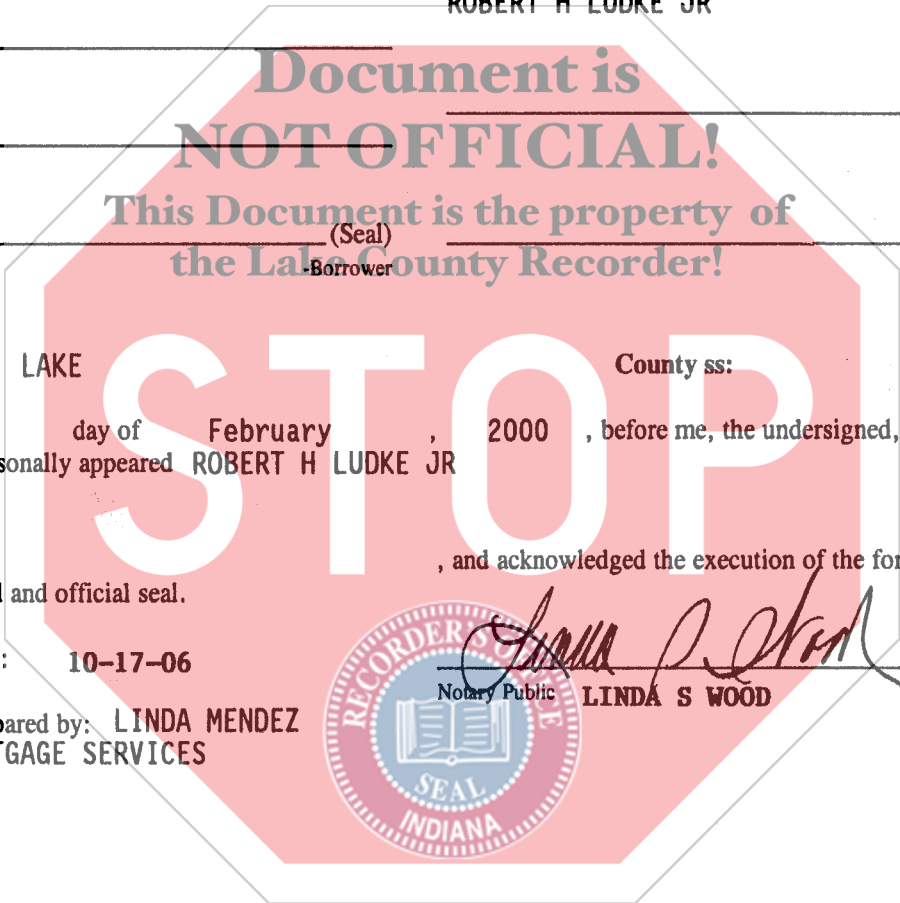 ROBERT H LUDKE JR
Document is
NOT OFFICIAL!
This Document is the property of
the Lake County Recorder!
(Seal)
-Borrower
STOP
LAKE County ss:
day of February , 2000 , before me, the undersigned,
sonally appeared ROBERT H LUDKE JR
, and acknowledged the execution of the for
and official seal.
: 10-17-06
Linda S Wood
Notary Public LINDA S WOOD
pared by: LINDA MENDEZ
TGAGE SERVICES
RECORDER'S OFFICE
SEAL
INDIANA